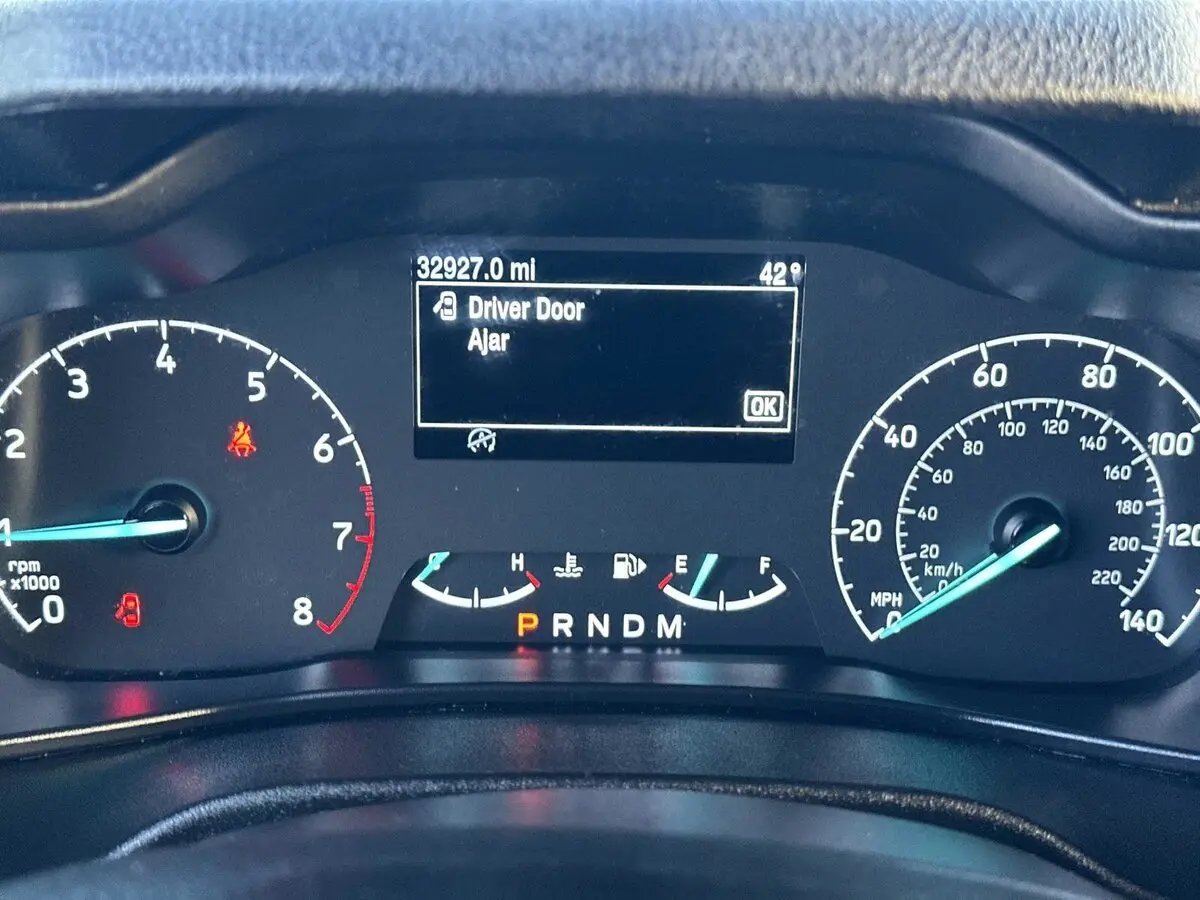 32927.0 mi 42°
Driver Door
Ajar
OK
1 2 3 4 5 6 7 8
rpm
x1000
0
H
E F
P R N D M
20 40 60 80 100 120 140
MPH
0
20 40 60 80 100 120 140 160 180 200 220
km/h
0